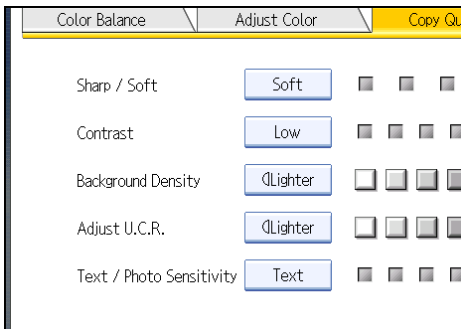 Color Balance Adjust Color Copy Qu
Sharp / Soft Soft
Contrast Low
Background Density Lighter
Adjust U.C.R. Lighter
Text / Photo Sensitivity Text